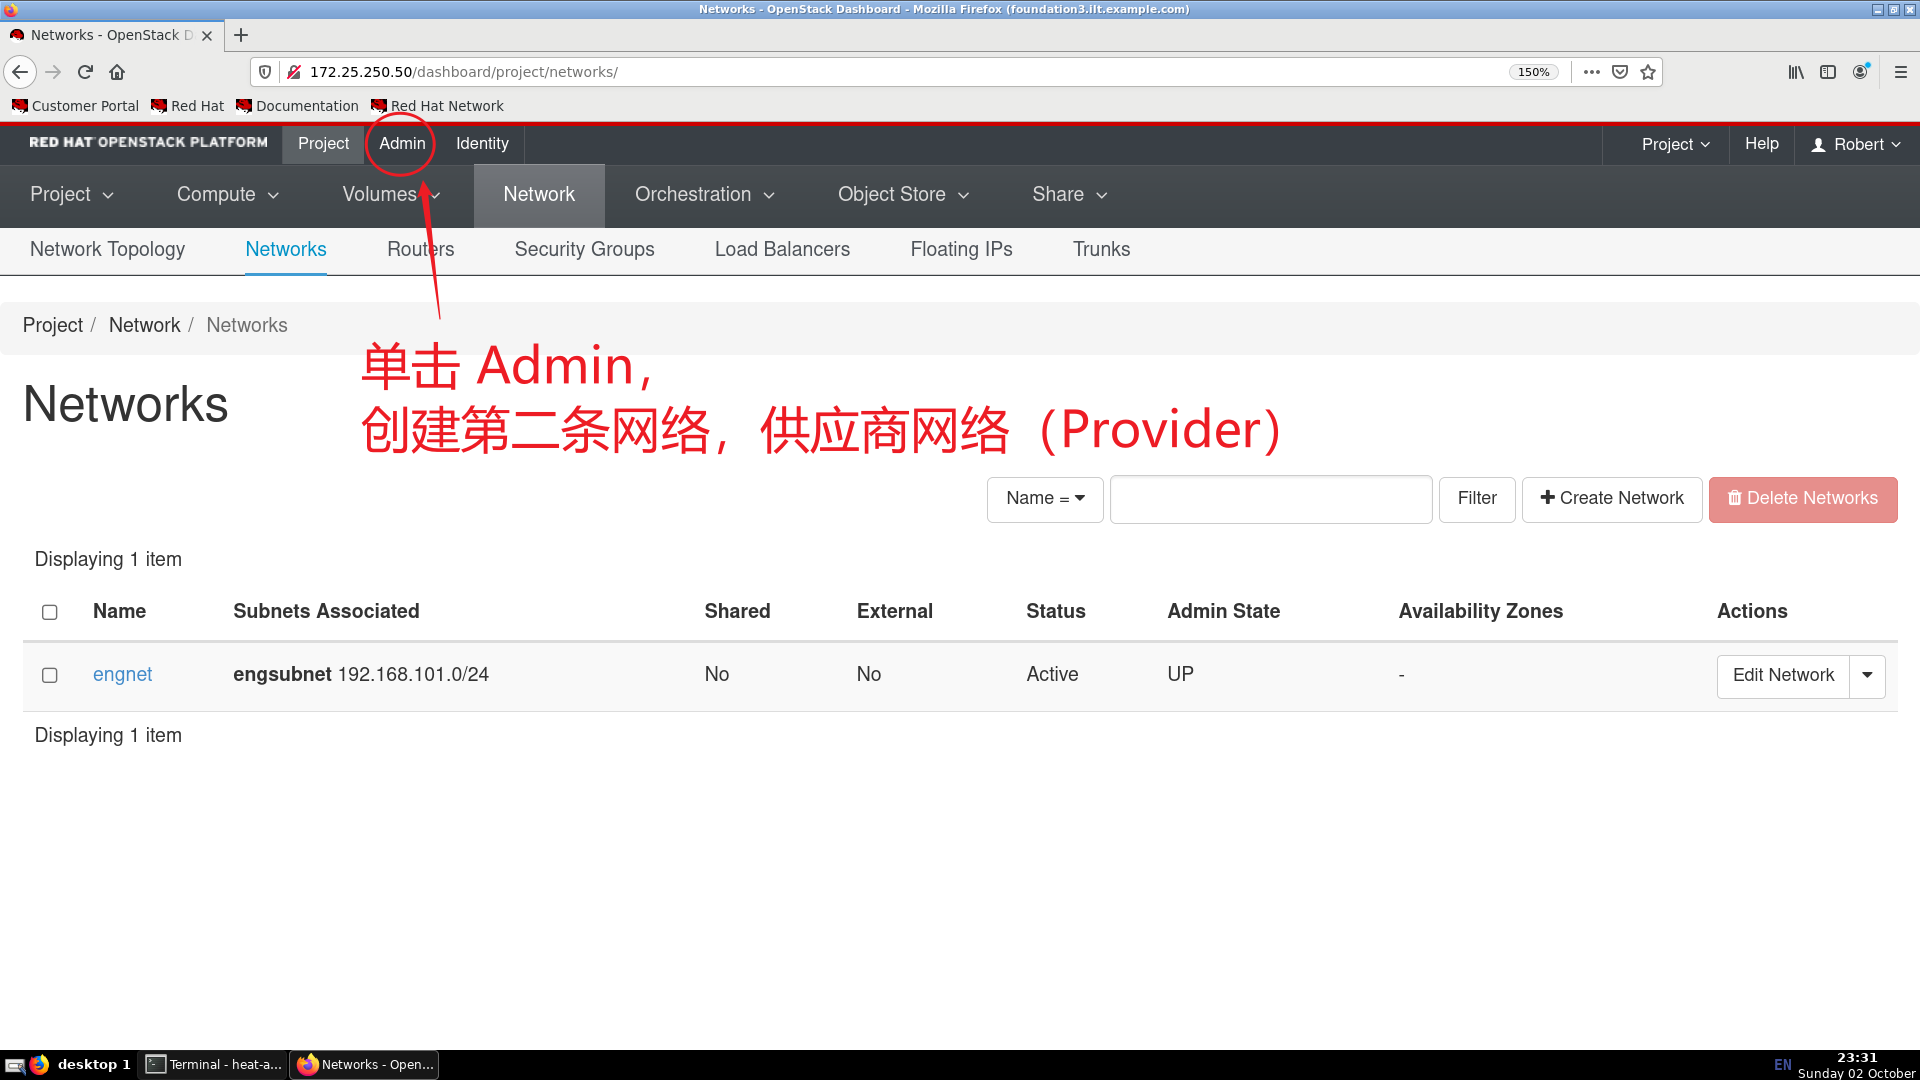 Networks - OpenStack Dashboard - Mozilla Firefox (foundation3.ilt.example.com)
Networks - OpenStack D
172.25.250.50/dashboard/project/networks/
150%
Customer Portal Red Hat Documentation Red Hat Network
RED HAT OPENSTACK PLATFORM Project Admin Identity Project Help Robert
Project Compute Volumes Network Orchestration Object Store Share
Network Topology Networks Routers Security Groups Load Balancers Floating IPs Trunks
Project / Network / Networks
单击 Admin，
创建第二条网络，供应商网络（Provider）
Networks
Name = Filter Create Network Delete Networks
Displaying 1 item
Name Subnets Associated Shared External Status Admin State Availability Zones Actions
engnet engsubnet 192.168.101.0/24 No No Active UP - Edit Network
Displaying 1 item
desktop 1 Terminal - heat-a... Networks - Open... EN 23:31
Sunday 02 October